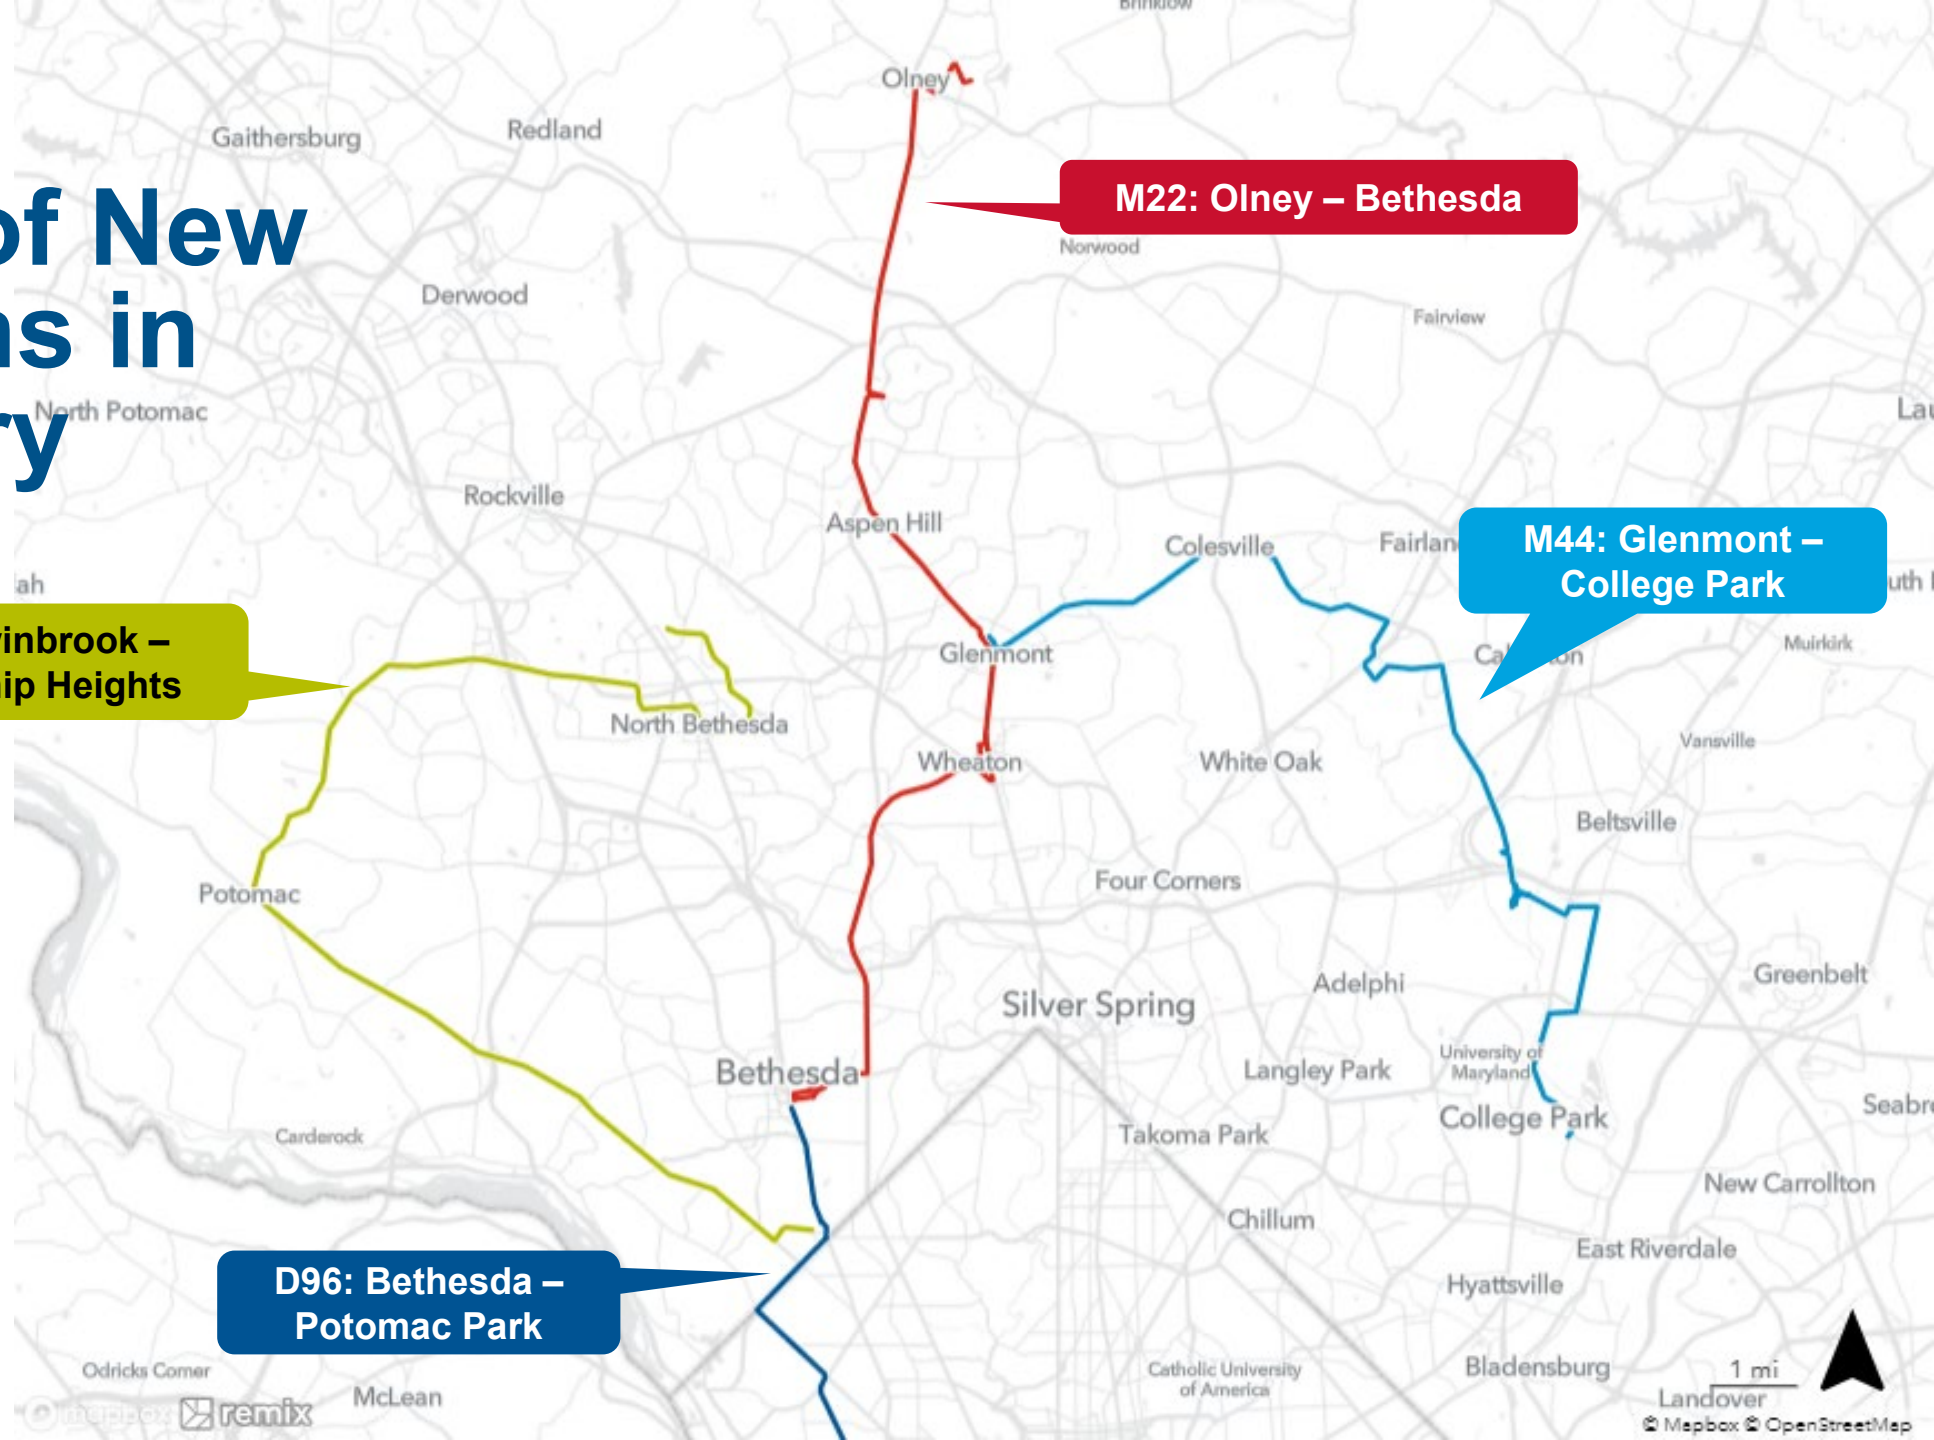 Brinklow
Olney
Gaithersburg
Redland
of New
M22: Olney – Bethesda
Norwood
Derwood
in
Fairview
North Potomac
ry
Rockville
Aspen Hill
Colesville
M44: Glenmont –
College Park
ah
inbrook –
ip Heights
Glenmont
Muirkirk
North Bethesda
Wheaton
White Oak
Vansville
Beltsville
Potomac
Four Corners
Adelphi
Greenbelt
Silver Spring
University of
Maryland
Bethesda
Langley Park
College Park
Carderock
Takoma Park
New Carrollton
Chillum
East Riverdale
Hyattsville
D96: Bethesda –
Potomac Park
Odricks Corner
McLean
Catholic University
of America
Bladensburg
1 mi
Landover
mapbox remix
© Mapbox © OpenStreetMap